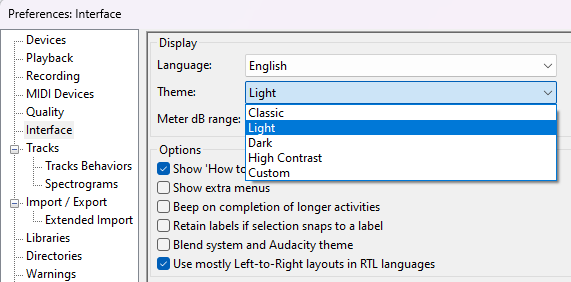 Preferences: Interface
Devices
Playback
Recording
MIDI Devices
Quality
Interface
Tracks
Tracks Behaviors
Spectrograms
Import / Export
Extended Import
Libraries
Directories
Warnings
Display
Language: English
Theme: Light
Meter dB range:
Classic
Light
Dark
High Contrast
Custom
Options
Show 'How to
Show extra menus
Beep on completion of longer activities
Retain labels if selection snaps to a label
Blend system and Audacity theme
Use mostly Left-to-Right layouts in RTL languages